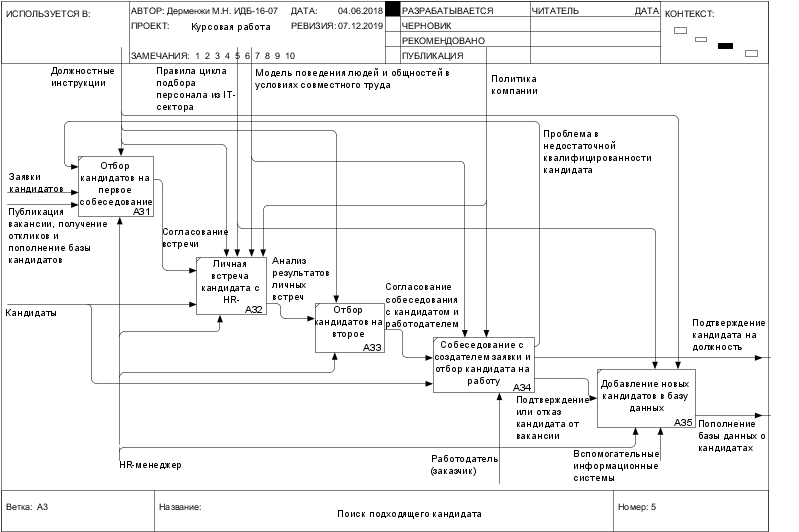 ИСПОЛЬЗУЕТСЯ В:
АВТОР: Дерменжи М.Н. ИДБ-16-07
ДАТА: 04.06.2018
ПРОЕКТ: Курсовая работа
РЕВИЗИЯ: 07.12.2019
ЗАМЕЧАНИЯ: 1 2 3 4 5 6 7 8 9 10
РАЗРАБАТЫВАЕТСЯ
ЧЕРНОВИК
РЕКОМЕНДОВАНО
ПУБЛИКАЦИЯ
ЧИТАТЕЛЬ
ДАТА
КОНТЕКСТ:
Должностные
инструкции
Правила цикла
подбора
персонала из IT-
сектора
Модель поведения людей и общностей в
условиях совместного труда
Политика
компании
Проблема в
недостаточной
квалифицированности
кандидата
Заявки
кандидатов
Публикация
вакансии, получение
откликов и
пополнение базы
кандидатов
Отбор
кандидатов на
первое
собеседование
А31
Согласование
встречи
Личная
встреча
кандидата с
HR-
А32
Анализ
результатов
личных
встреч
Кандидаты
Отбор
кандидатов на
второе
А33
Согласование
собеседования
с кандидатом и
работодателем
Собеседование с
создателем заявки и
отбор кандидата на
работу
А34
Подтверждение
кандидата на
должность
Подтверждение
или отказ
кандидата от
вакансии
Добавление новых
кандидатов в базу
данных
А35
Пополнение
базы данных о
кандидатах
HR-менеджер
Работодатель
(заказчик)
Вспомогательные
информационные
системы
Ветка: А3
Название:
Поиск подходящего кандидата
Номер: 5